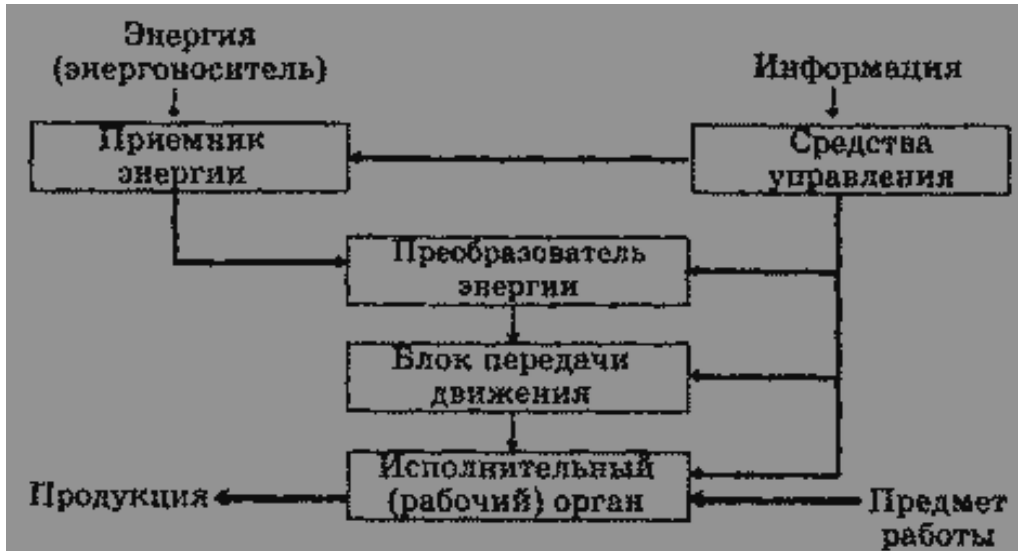 Энергия
(энергоноситель)
Информация
Приемник
энергии
Средства
управления
Преобразователь
энергии
Блок передачи
движения
Исполнительный
(рабочий) орган
Продукция
Предмет
работы